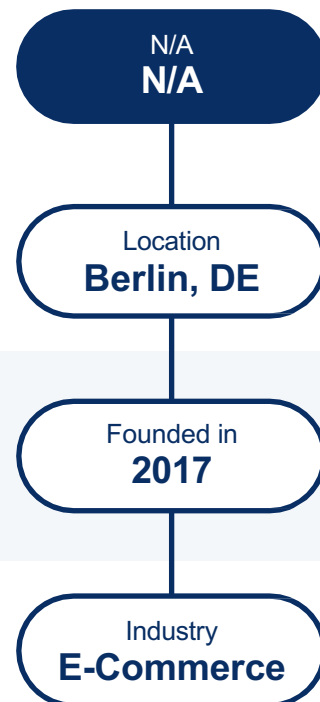 N/A
N/A
Location
Berlin, DE
Founded in
2017
Industry
E-Commerce